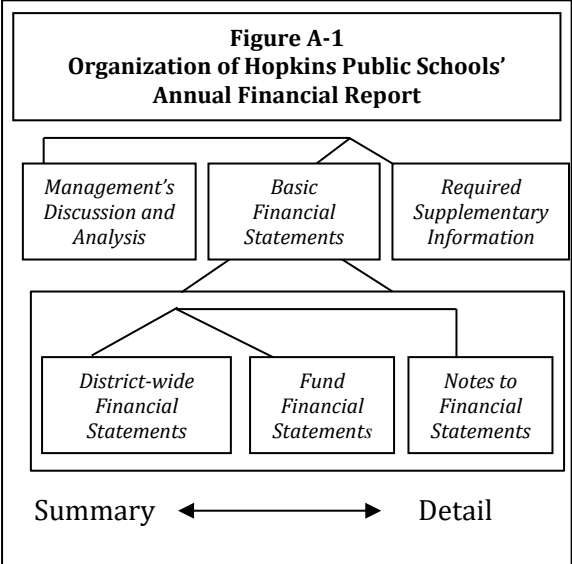 Figure A-1
Organization of Hopkins Public Schools’
Annual Financial Report
Management’s
Discussion and
Analysis
Basic
Financial
Statements
Required
Supplementary
Information
District-wide
Financial
Statements
Fund
Financial
Statements
Notes to
Financial
Statements
Summary
Detail